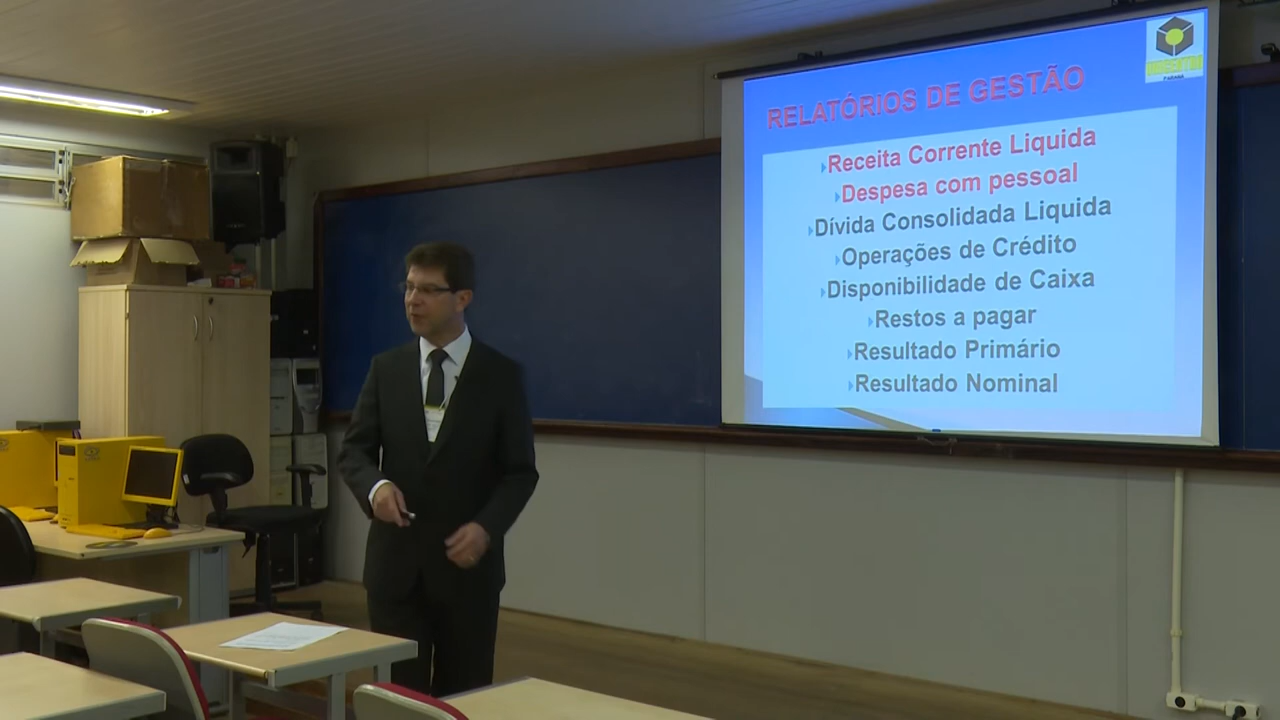 RELATÓRIOS DE GESTÃO
Receita Corrente Liquida
Despesa com pessoal
Dívida Consolidada Liquida
Operações de Crédito
Disponibilidade de Caixa
Restos a pagar
Resultado Primário
Resultado Nominal
PARANÁ